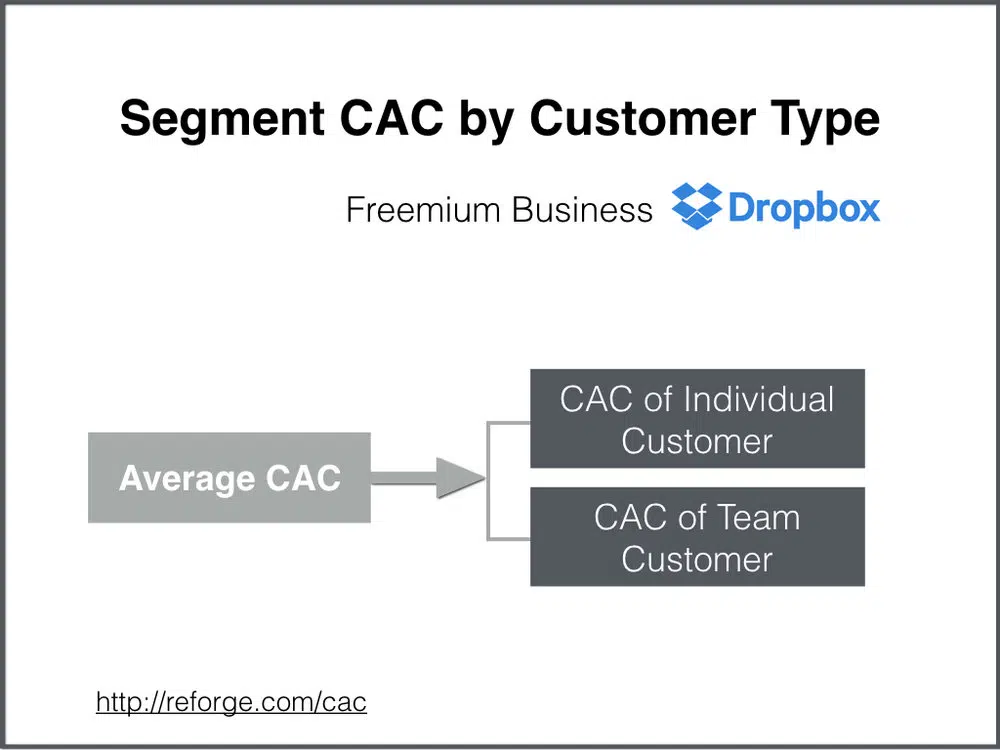 Segment CAC by Customer Type
Freemium Business Dropbox
CAC of Individual
Customer
Average CAC
CAC of Team
Customer
http://reforge.com/cac